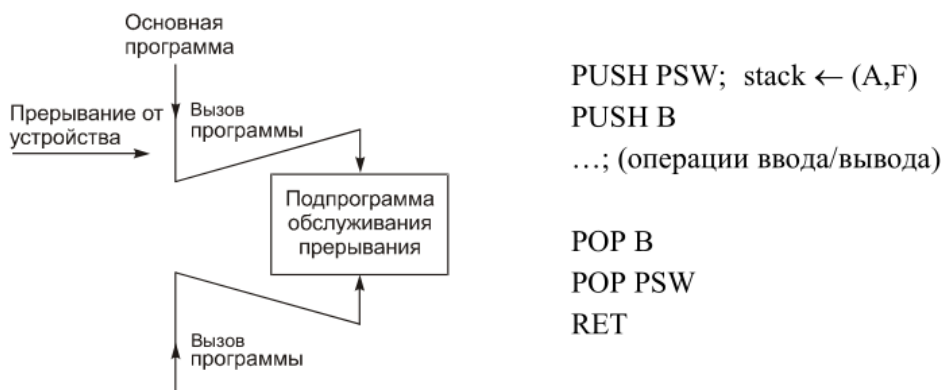 Основная
программа
Прерывание от
устройства
Вызов
программы
Подпрограмма
обслуживания
прерывания
Вызов
программы
PUSH PSW; stack ← (A,F)
PUSH B
…; (операции ввода/вывода)
POP B
POP PSW
RET